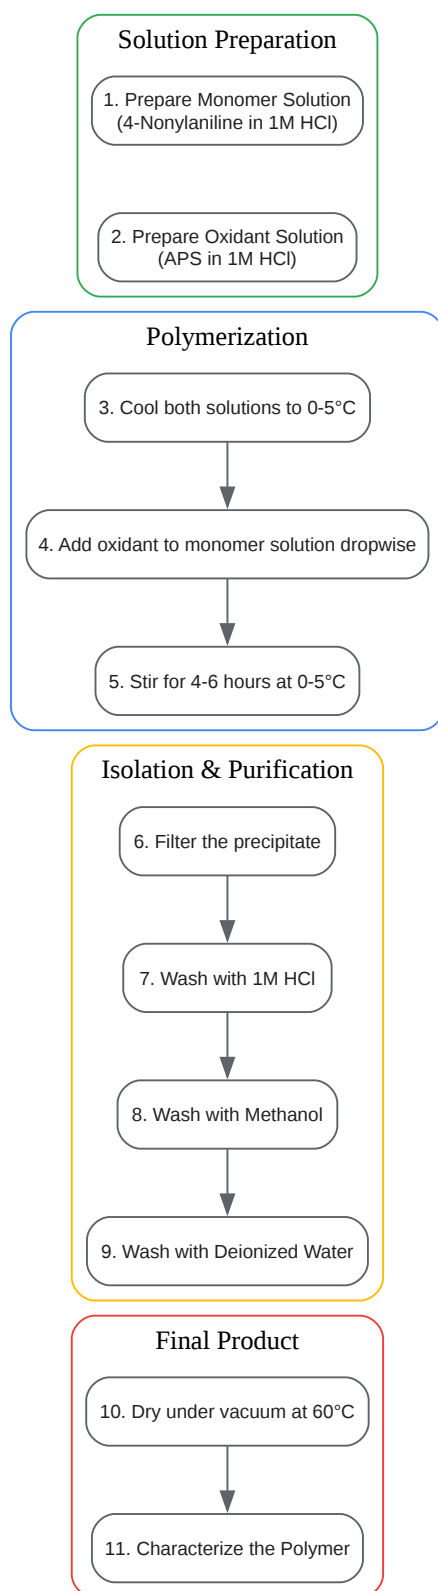 Solution Preparation
1. Prepare Monomer Solution
(4-Nonylaniline in 1M HCl)
2. Prepare Oxidant Solution
(APS in 1M HCl)
Polymerization
3. Cool both solutions to 0-5°C
4. Add oxidant to monomer solution dropwise
5. Stir for 4-6 hours at 0-5°C
Isolation & Purification
6. Filter the precipitate
7. Wash with 1M HCl
8. Wash with Methanol
9. Wash with Deionized Water
Final Product
10. Dry under vacuum at 60°C
11. Characterize the Polymer